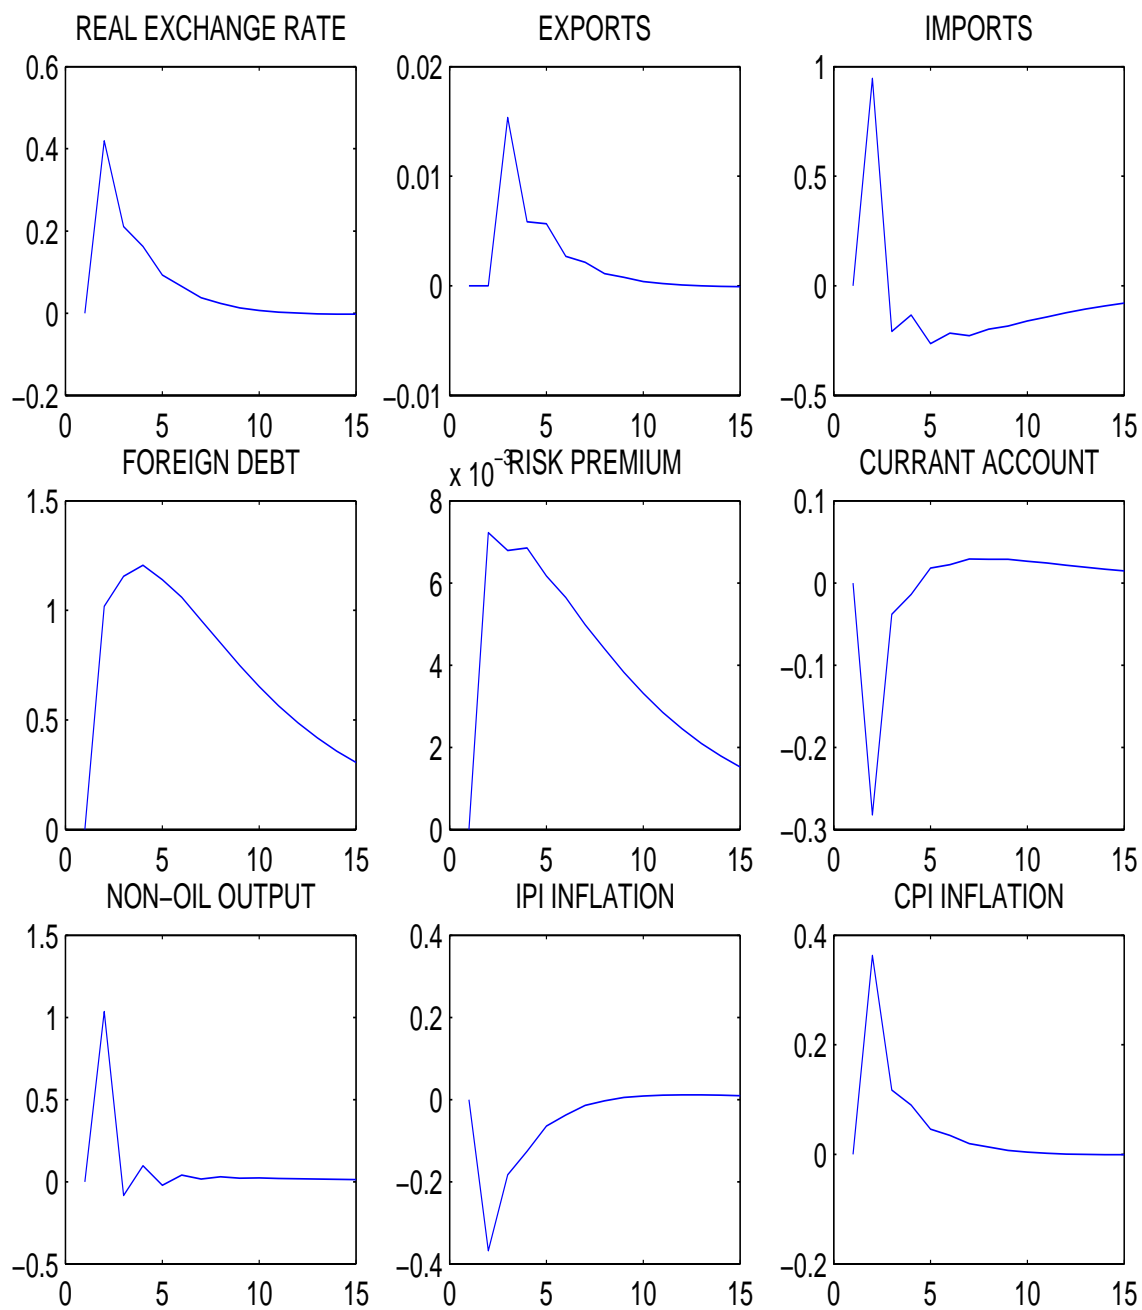 REAL EXCHANGE RATE EXPORTS IMPORTS
0.6 0.02 1
0.4 0.01 0.5
0.2 0 0
0
−0.2 −0.01 −0.5
0 5 10 15 0 5 10 15 0 5 10 15
FOREIGN DEBT x 10⁻³ RISK PREMIUM CURRANT ACCOUNT
1.5 8 0.1
1 6 0
0.5 4 −0.1
2 −0.2
0 0 −0.3
0 5 10 15 0 5 10 15 0 5 10 15
NON−OIL OUTPUT IPI INFLATION CPI INFLATION
1.5 0.4 0.4
1 0.2 0.2
0.5 0 0
0 −0.2
−0.5 −0.4 −0.2
0 5 10 15 0 5 10 15 0 5 10 15